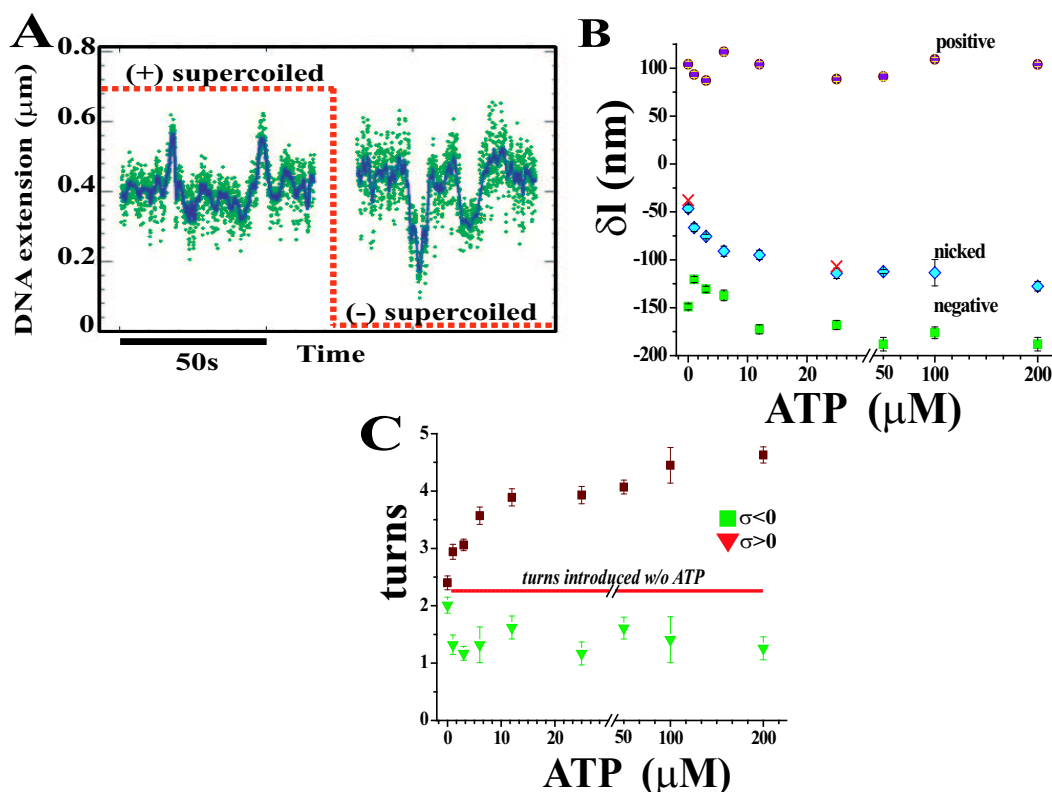 A
DNA extension (μm)
0.8
0.6
0.4
0.2
0
(+) supercoiled
(-) supercoiled
50s
Time
B
δl (nm)
100
50
0
-50
-100
-150
-200
positive
nicked
negative
0 10 20 50 100 200
ATP (μM)
C
turns
5
4
3
2
1
0
σ<0
σ>0
turns introduced w/o ATP
0 10 20 50 100 200
ATP (μM)